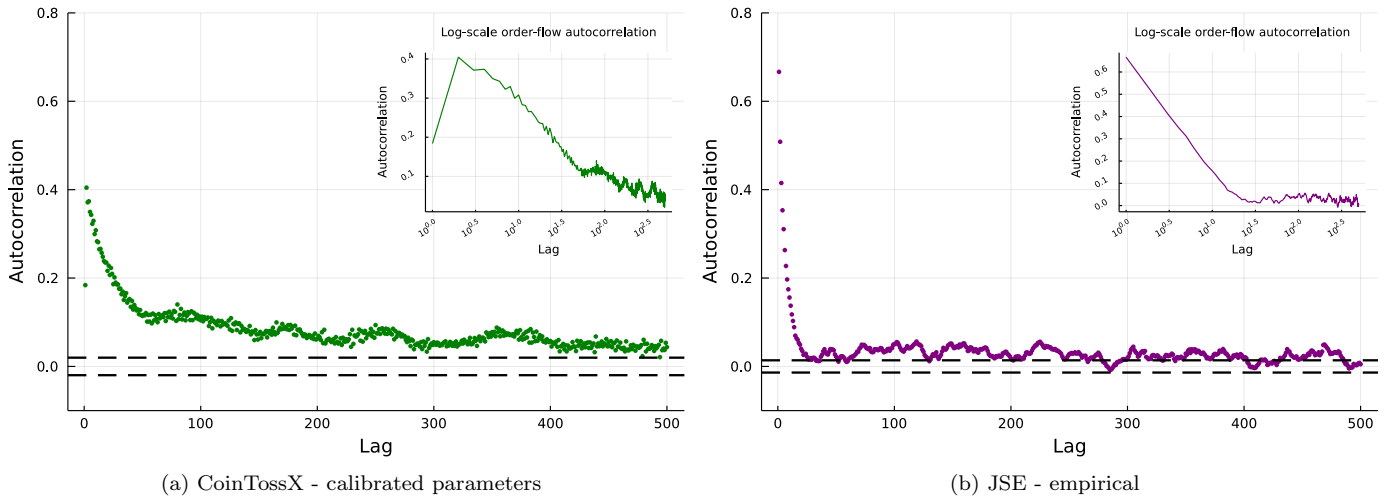 0.8
0.6
0.4
0.2
0.0
0 100 200 300 400 500
Autocorrelation
Lag
Log-scale order-flow autocorrelation
0.4
0.3
0.2
0.1
10^0.0 10^0.5 10^1.0 10^1.5 10^2.0 10^2.5
Autocorrelation
Lag
(a) CoinTossX - calibrated parameters
0.8
0.6
0.4
0.2
0.0
0 100 200 300 400 500
Autocorrelation
Lag
Log-scale order-flow autocorrelation
0.6
0.5
0.4
0.3
0.2
0.1
0.0
10^0.0 10^0.5 10^1.0 10^1.5 10^2.0 10^2.5
Autocorrelation
Lag
(b) JSE - empirical